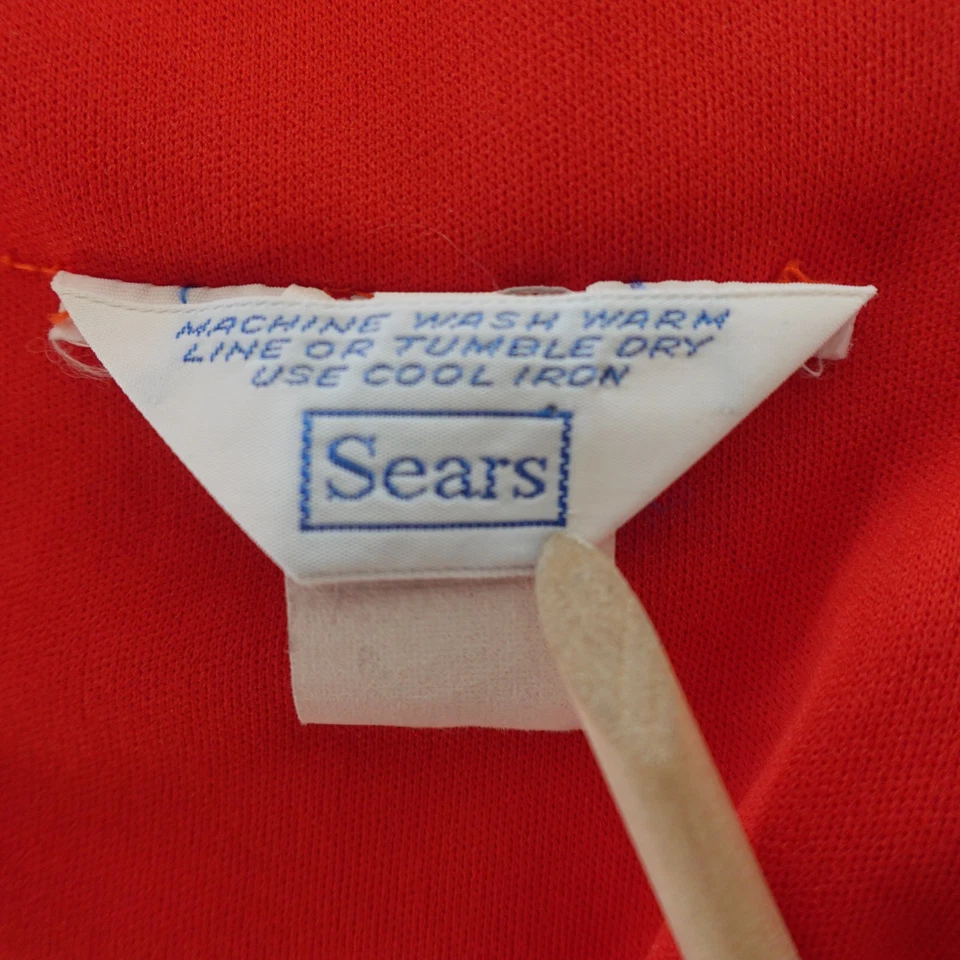 MACHINE WASH WARM
LINE OR TUMBLE DRY
USE COOL IRON
Sears